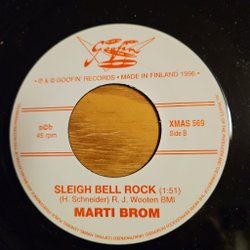 Goofin'
• ℗ & © GOOFIN' RECORDS • MADE IN FINLAND 1996 •
n©b
45 rpm
XMAS 569
Side B
SLEIGH BELL ROCK (1:51)
(H. Schneider) R. J. Wooten BMI
MARTI BROM